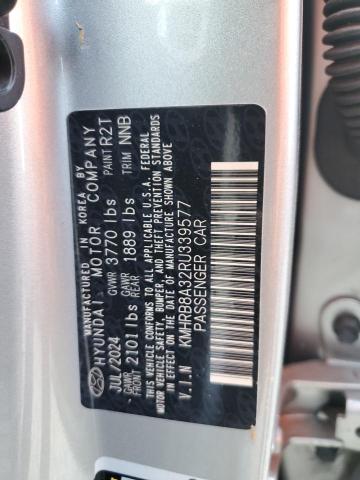 MANUFACTURED IN KOREA BY
HYUNDAI MOTOR COMPANY
JUL/2024 GVWR 3770 lbs PAINT R2T
GAWR FRONT 2101 lbs GAWR REAR 1889 lbs TRIM NNB
THIS VEHICLE CONFORMS TO ALL APPLICABLE U.S.A. FEDERAL
MOTOR VEHICLE SAFETY, BUMPER, AND THEFT PREVENTION STANDARDS
IN EFFECT ON THE DATE OF MANUFACTURE SHOWN ABOVE
V.I.N KMHRB8A32RU339577
PASSENGER CAR